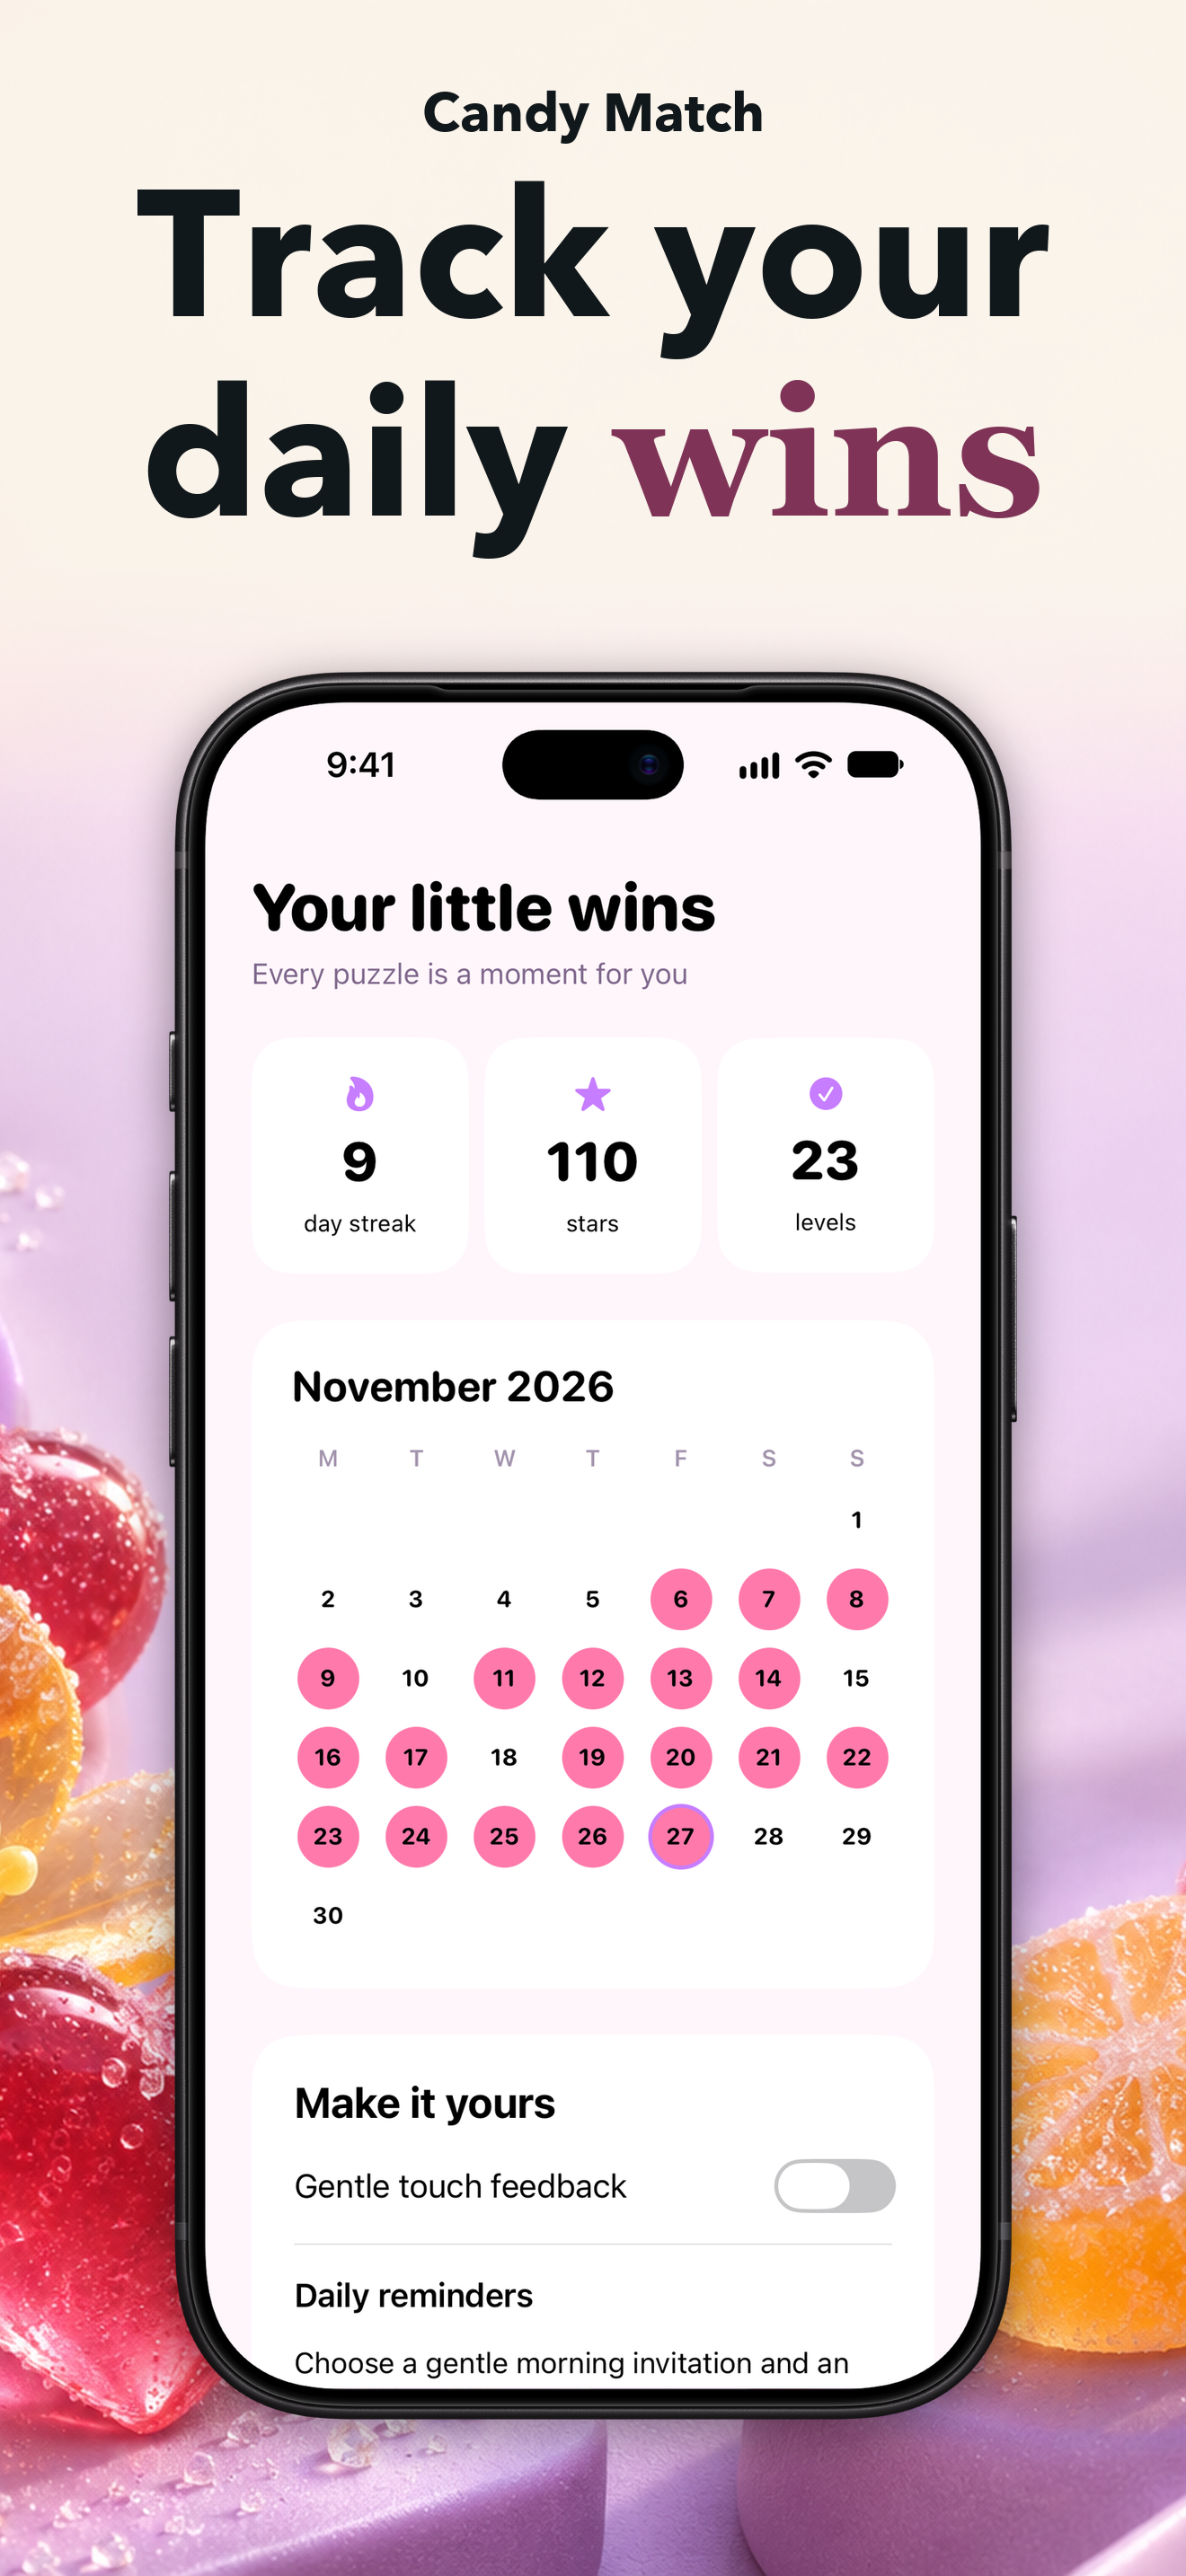 Candy Match
Track your
daily wins
9:41
Your little wins
Every puzzle is a moment for you
9
day streak
110
stars
23
levels
November 2026
M T W T F S S
1
2 3 4 5 6 7 8
9 10 11 12 13 14 15
16 17 18 19 20 21 22
23 24 25 26 27 28 29
30
Make it yours
Gentle touch feedback
Daily reminders
Choose a gentle morning invitation and an